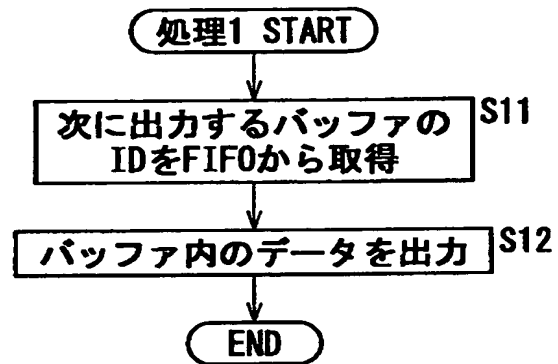 処理1 START
次に出力するバッファの
IDをFIFOから取得
S11
バッファ内のデータを出力
S12
END